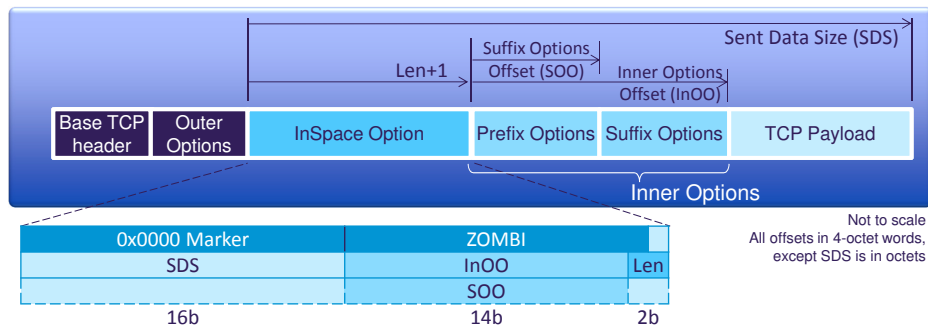 Sent Data Size (SDS)
Suffix Options
Offset (SOO)
Len+1
Inner Options
Offset (InOO)
Base TCP
header
Outer
Options
InSpace Option
Prefix Options
Suffix Options
TCP Payload
Inner Options
Not to scale
All offsets in 4-octet words,
except SDS is in octets
0x0000 Marker
ZOMBI
SDS
InOO
Len
SOO
16b
14b
2b